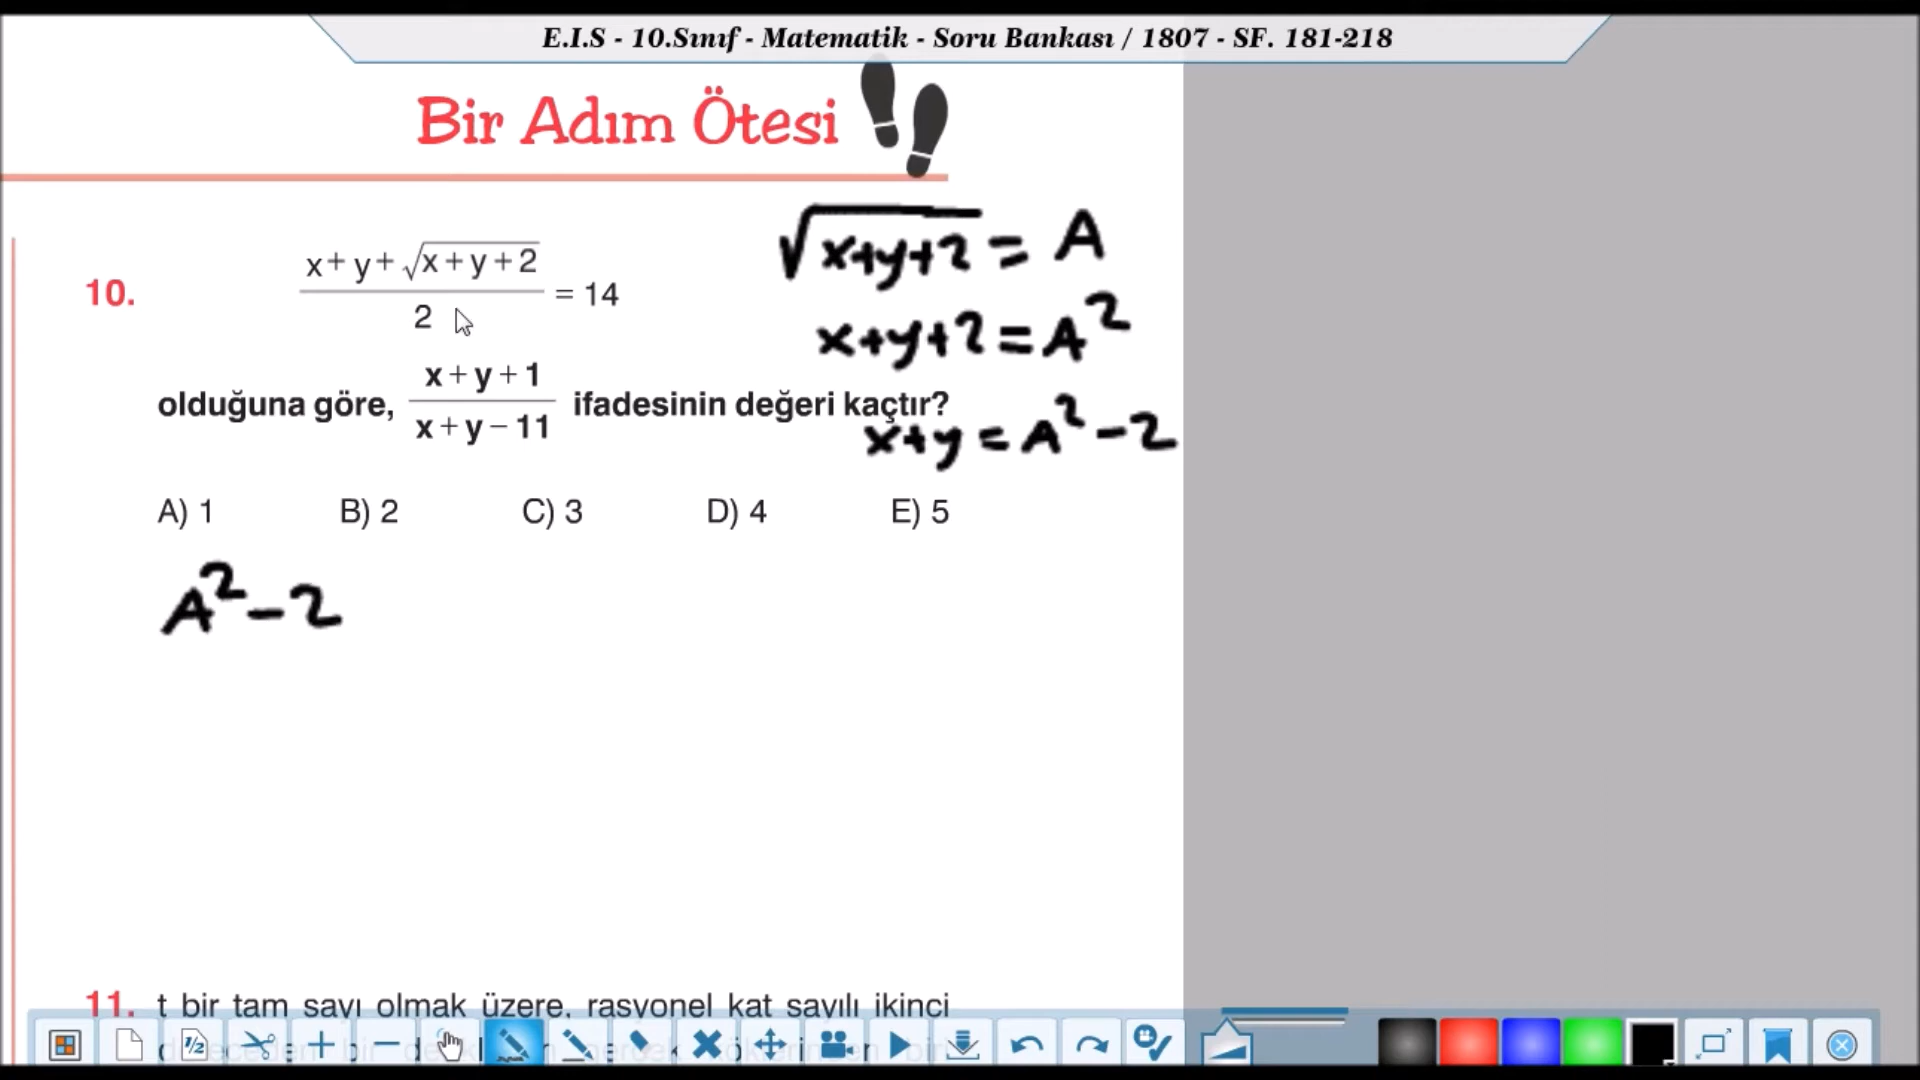 E.I.S - 10.Sınıf - Matematik - Soru Bankası / 1807 - SF. 181-218
Bir Adım Ötesi
10. (x+y+√(x+y+2))/2 = 14
olduğuna göre, (x+y+1)/(x+y−11) ifadesinin değeri kaçtır?
A) 1 B) 2 C) 3 D) 4 E) 5
√(x+y+2) = A
x+y+2 = A²
x+y = A² − 2
A² − 2
11. t bir tam sayı olmak üzere, rasyonel kat sayılı ikinci